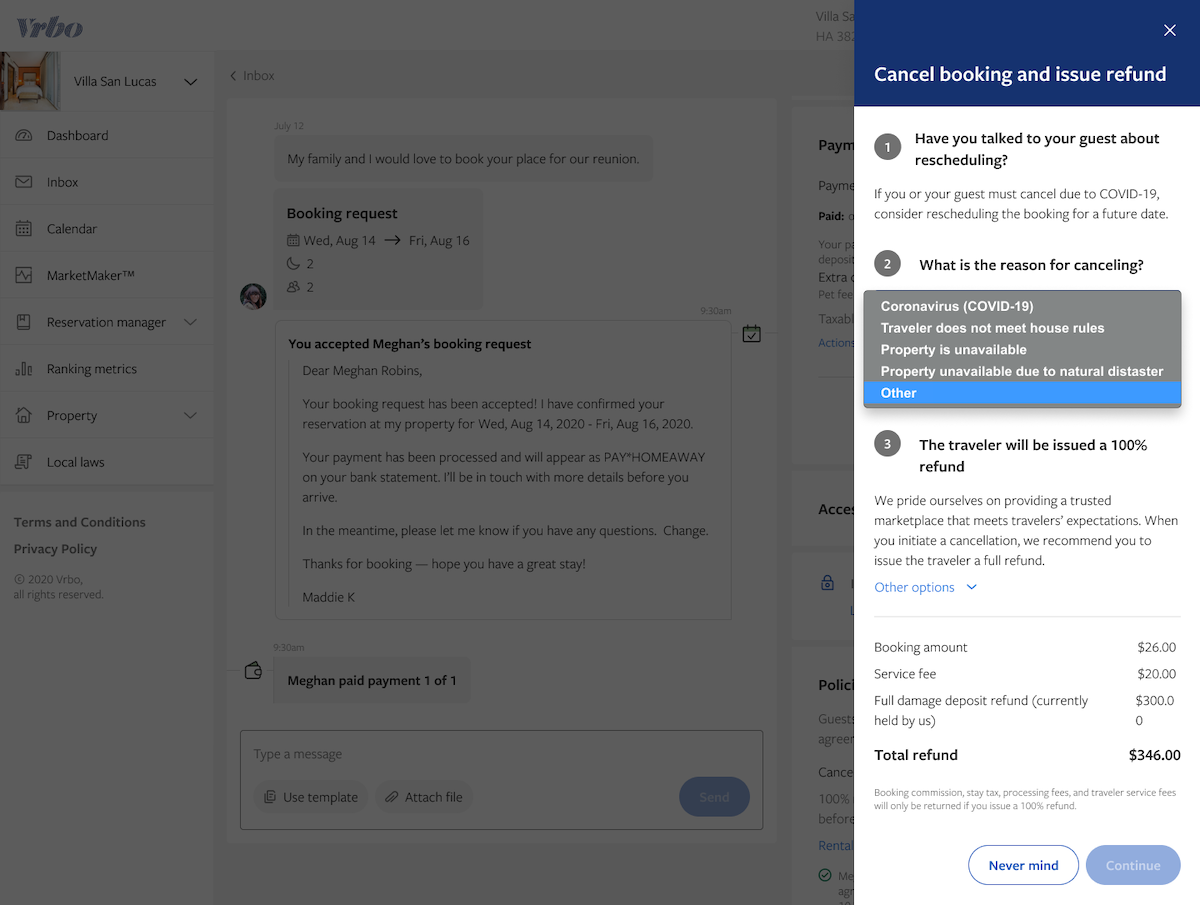 Vrbo
Villa San Lucas
Dashboard
Inbox
Calendar
MarketMaker™
Reservation manager
Ranking metrics
Property
Local laws
Terms and Conditions
Privacy Policy
© 2020 Vrbo,
all rights reserved.
Inbox
July 12
My family and I would love to book your place for our reunion.
Booking request
Wed, Aug 14 → Fri, Aug 16
2
2
9:30am
You accepted Meghan's booking request
Dear Meghan Robins,
Your booking request has been accepted! I have confirmed your
reservation at my property for Wed, Aug 14, 2020 - Fri, Aug 16, 2020.
Your payment has been processed and will appear as PAY*HOMEAWAY
on your bank statement. I'll be in touch with more details before you
arrive.
In the meantime, please let me know if you have any questions.  Change.
Thanks for booking — hope you have a great stay!
Maddie K
9:30am
Meghan paid payment 1 of 1
Type a message
Use template
Attach file
Send
Villa Sa
HA 382
Paym
Payme
Paid:
Your pa
deposit
Extra c
Pet fee
Taxabl
Actions
Acces
Polici
Guests
agreem
Cance
100%
before
Rental
Me
agr
Cancel booking and issue refund
1 Have you talked to your guest about
rescheduling?
If you or your guest must cancel due to COVID-19,
consider rescheduling the booking for a future date.
2 What is the reason for canceling?
Coronavirus (COVID-19)
Traveler does not meet house rules
Property is unavailable
Property unavailable due to natural distaster
Other
3 The traveler will be issued a 100%
refund
We pride ourselves on providing a trusted
marketplace that meets travelers' expectations. When
you initiate a cancellation, we recommend you to
issue the traveler a full refund.
Other options
Booking amount $26.00
Service fee $20.00
Full damage deposit refund (currently $300.0
held by us) 0
Total refund $346.00
Booking commission, stay tax, processing fees, and traveler service fees
will only be returned if you issue a 100% refund.
Never mind
Continue